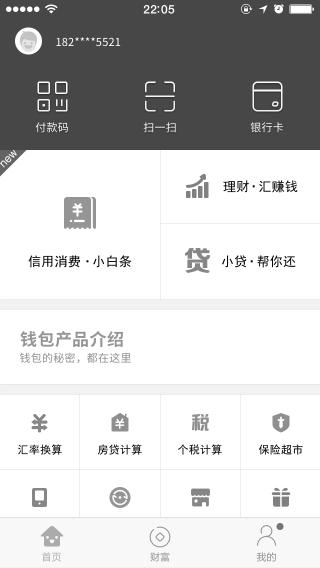 22:05
182****5521
付款码
扫一扫
银行卡
new
信用消费·小白条
理财·汇赚钱
贷
小贷·帮你还
钱包产品介绍
钱包的秘密，都在这里
税
汇率换算
房贷计算
个税计算
保险超市
首页
财富
我的